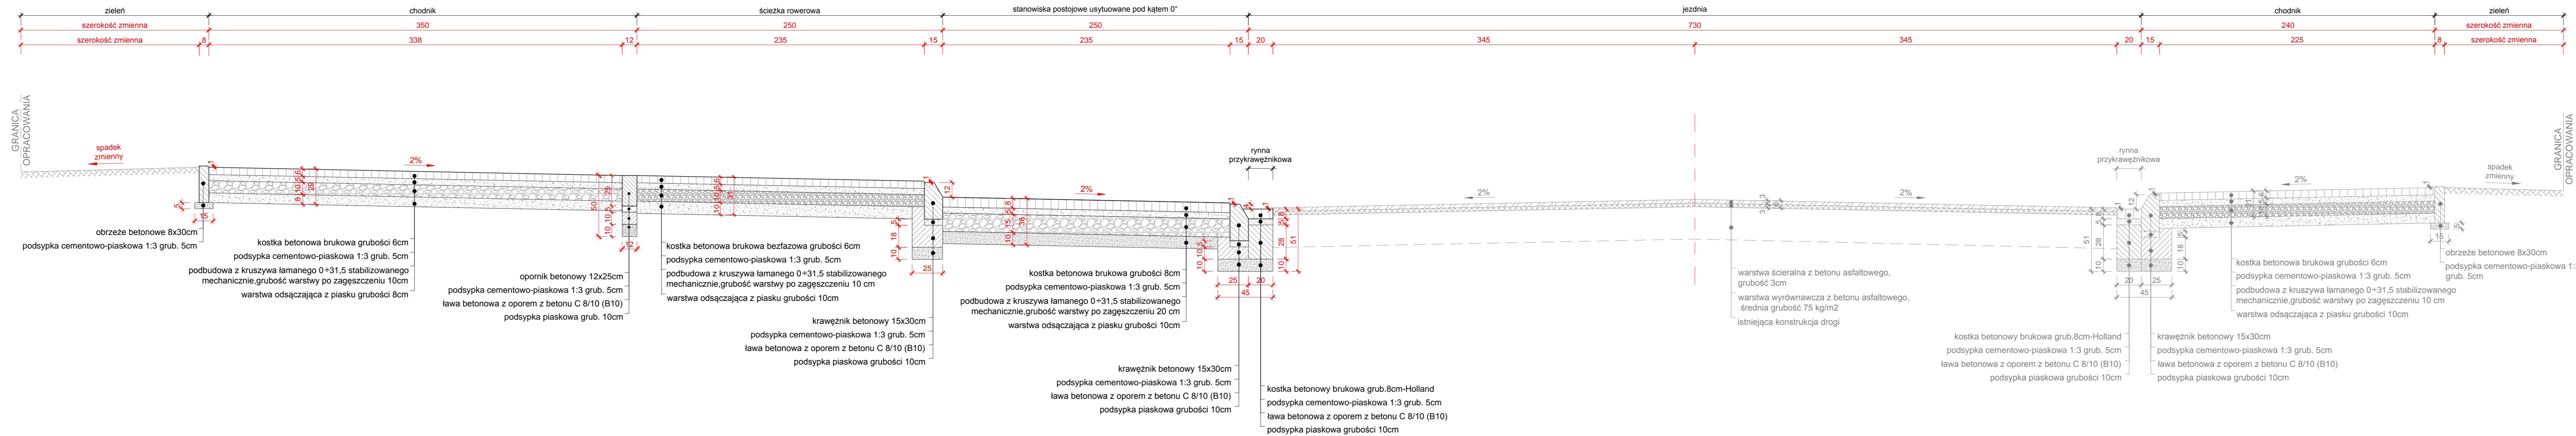 zieleń
chodnik
ścieżka rowerowa
stanowiska postojowe usytuowane pod kątem 0°
jezdnia
chodnik
zieleń
szerokość zmienna
350
250
250
730
240
szerokość zmienna
szerokość zmienna
8
338
12
235
15
235
15
20
345
345
20
15
225
8
szerokość zmienna
GRANICA
OPRACOWANIA
spadek
zmienny
2%
rynna
przykrawężnikowa
2%
2%
2%
rynna
przykrawężnikowa
2%
spadek
zmienny
GRANICA
OPRACOWANIA
obrzeże betonowe 8x30cm
podsypka cementowo-piaskowa 1:3 grub. 5cm
kostka betonowa brukowa grubości 6cm
podsypka cementowo-piaskowa 1:3 grub. 5cm
podbudowa z kruszywa łamanego 0÷31,5 stabilizowanego
mechanicznie,grubość warstwy po zagęszczeniu 10cm
warstwa odsączająca z piasku grubości 8cm
opornik betonowy 12x25cm
podsypka cementowo-piaskowa 1:3 grub. 5cm
ława betonowa z oporem z betonu C 8/10 (B10)
podsypka piaskowa grub. 10cm
kostka betonowa brukowa bezfazowa grubości 6cm
podsypka cementowo-piaskowa 1:3 grub. 5cm
podbudowa z kruszywa łamanego 0÷31,5 stabilizowanego
mechanicznie,grubość warstwy po zagęszczeniu 10 cm
warstwa odsączająca z piasku grubości 10cm
krawężnik betonowy 15x30cm
podsypka cementowo-piaskowa 1:3 grub. 5cm
ława betonowa z oporem z betonu C 8/10 (B10)
podsypka piaskowa grubości 10cm
kostka betonowa brukowa grubości 8cm
podsypka cementowo-piaskowa 1:3 grub. 5cm
podbudowa z kruszywa łamanego 0÷31,5 stabilizowanego
mechanicznie,grubość warstwy po zagęszczeniu 20 cm
warstwa odsączająca z piasku grubości 10cm
krawężnik betonowy 15x30cm
podsypka cementowo-piaskowa 1:3 grub. 5cm
ława betonowa z oporem z betonu C 8/10 (B10)
podsypka piaskowa grubości 10cm
kostka betonowy brukowa grub.8cm-Holland
podsypka cementowo-piaskowa 1:3 grub. 5cm
ława betonowa z oporem z betonu C 8/10 (B10)
podsypka piaskowa grubości 10cm
warstwa ścieralna z betonu asfaltowego,
grubość 3cm
warstwa wyrównawcza z betonu asfaltowego,
średnia grubość 75 kg/m2
istniejąca konstrukcja drogi
kostka betonowy brukowa grub.8cm-Holland
podsypka cementowo-piaskowa 1:3 grub. 5cm
ława betonowa z oporem z betonu C 8/10 (B10)
podsypka piaskowa grubości 10cm
krawężnik betonowy 15x30cm
podsypka cementowo-piaskowa 1:3 grub. 5cm
ława betonowa z oporem z betonu C 8/10 (B10)
podsypka piaskowa grubości 10cm
kostka betonowa brukowa grubości 6cm
podsypka cementowo-piaskowa 1:3 grub. 5cm
podbudowa z kruszywa łamanego 0÷31,5 stabilizowanego
mechanicznie,grubość warstwy po zagęszczeniu 10 cm
warstwa odsączająca z piasku grubości 10cm
obrzeże betonowe 8x30cm
podsypka cementowo-piaskowa 1:3
grub. 5cm
15
12
25
25
20
45
20
25
45
15